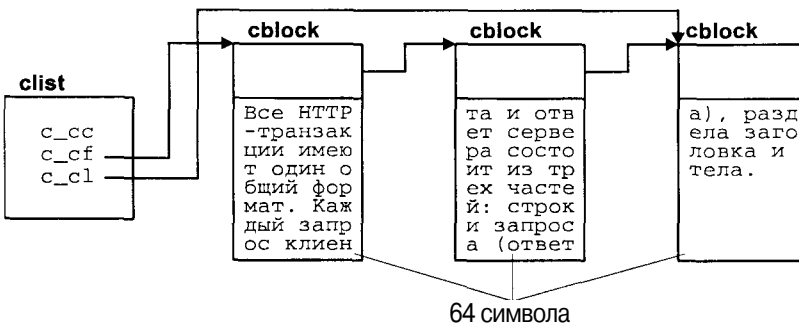 cblock
cblock
cblock
clist
c_cc
c_cf
c_cl
Все HTTP
-транзак
ции имею
т один о
бщий фор
мат. Каж
дый запр
ос клиен
та и отв
ет серве
ра состо
ит из тр
ех часте
й: строк
и запрос
а (ответ
а), разд
ела заго
ловка и
тела.
64 символа